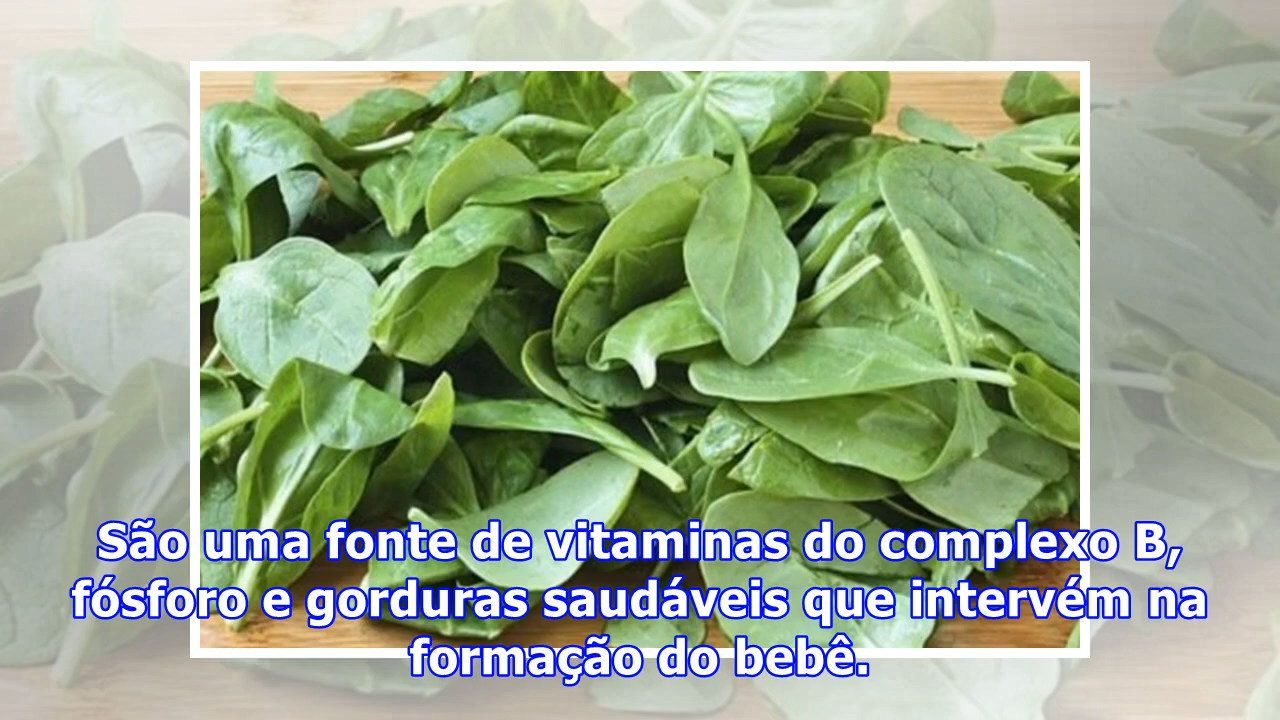 São uma fonte de vitaminas do complexo B,
fósforo e gorduras saudáveis que intervém na
formação do bebê.